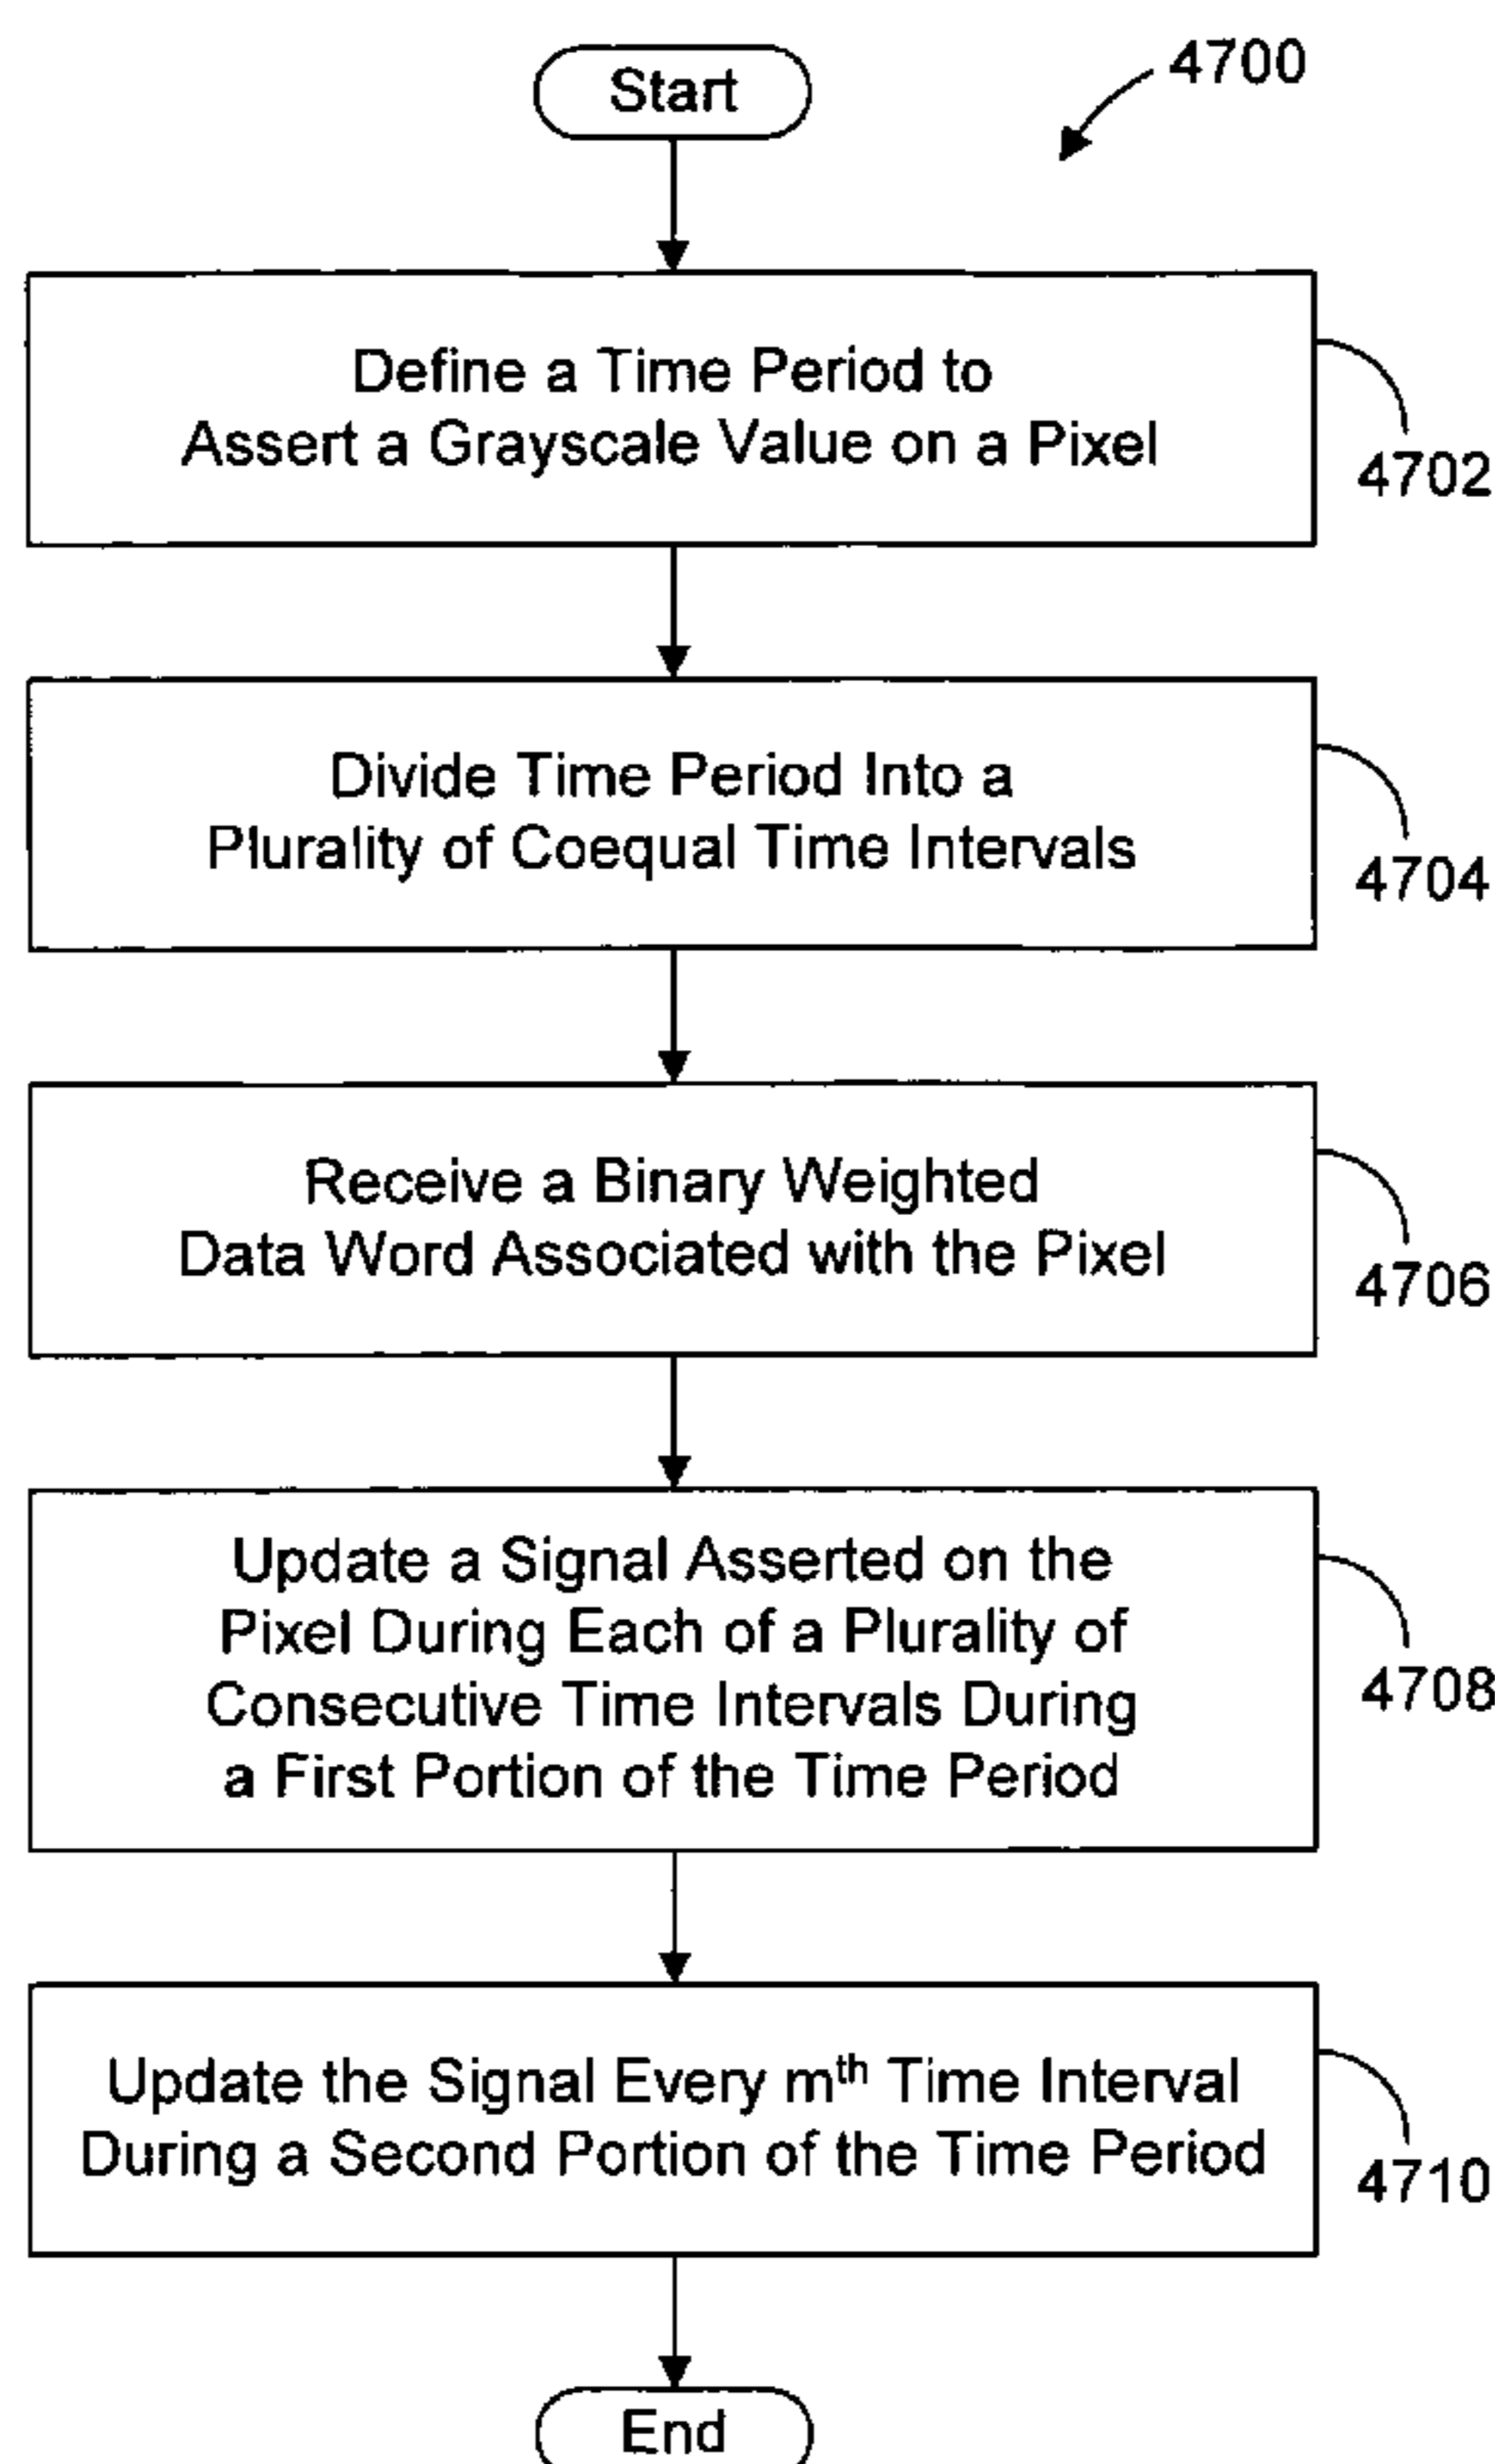 Start
4700
Define a Time Period to
Assert a Grayscale Value on a Pixel
4702
Divide Time Period Into a
Plurality of Coequal Time Intervals
4704
Receive a Binary Weighted
Data Word Associated with the Pixel
4706
Update a Signal Asserted on the
Pixel During Each of a Plurality of
Consecutive Time Intervals During
a First Portion of the Time Period
4708
Update the Signal Every mth Time Interval
During a Second Portion of the Time Period
4710
End